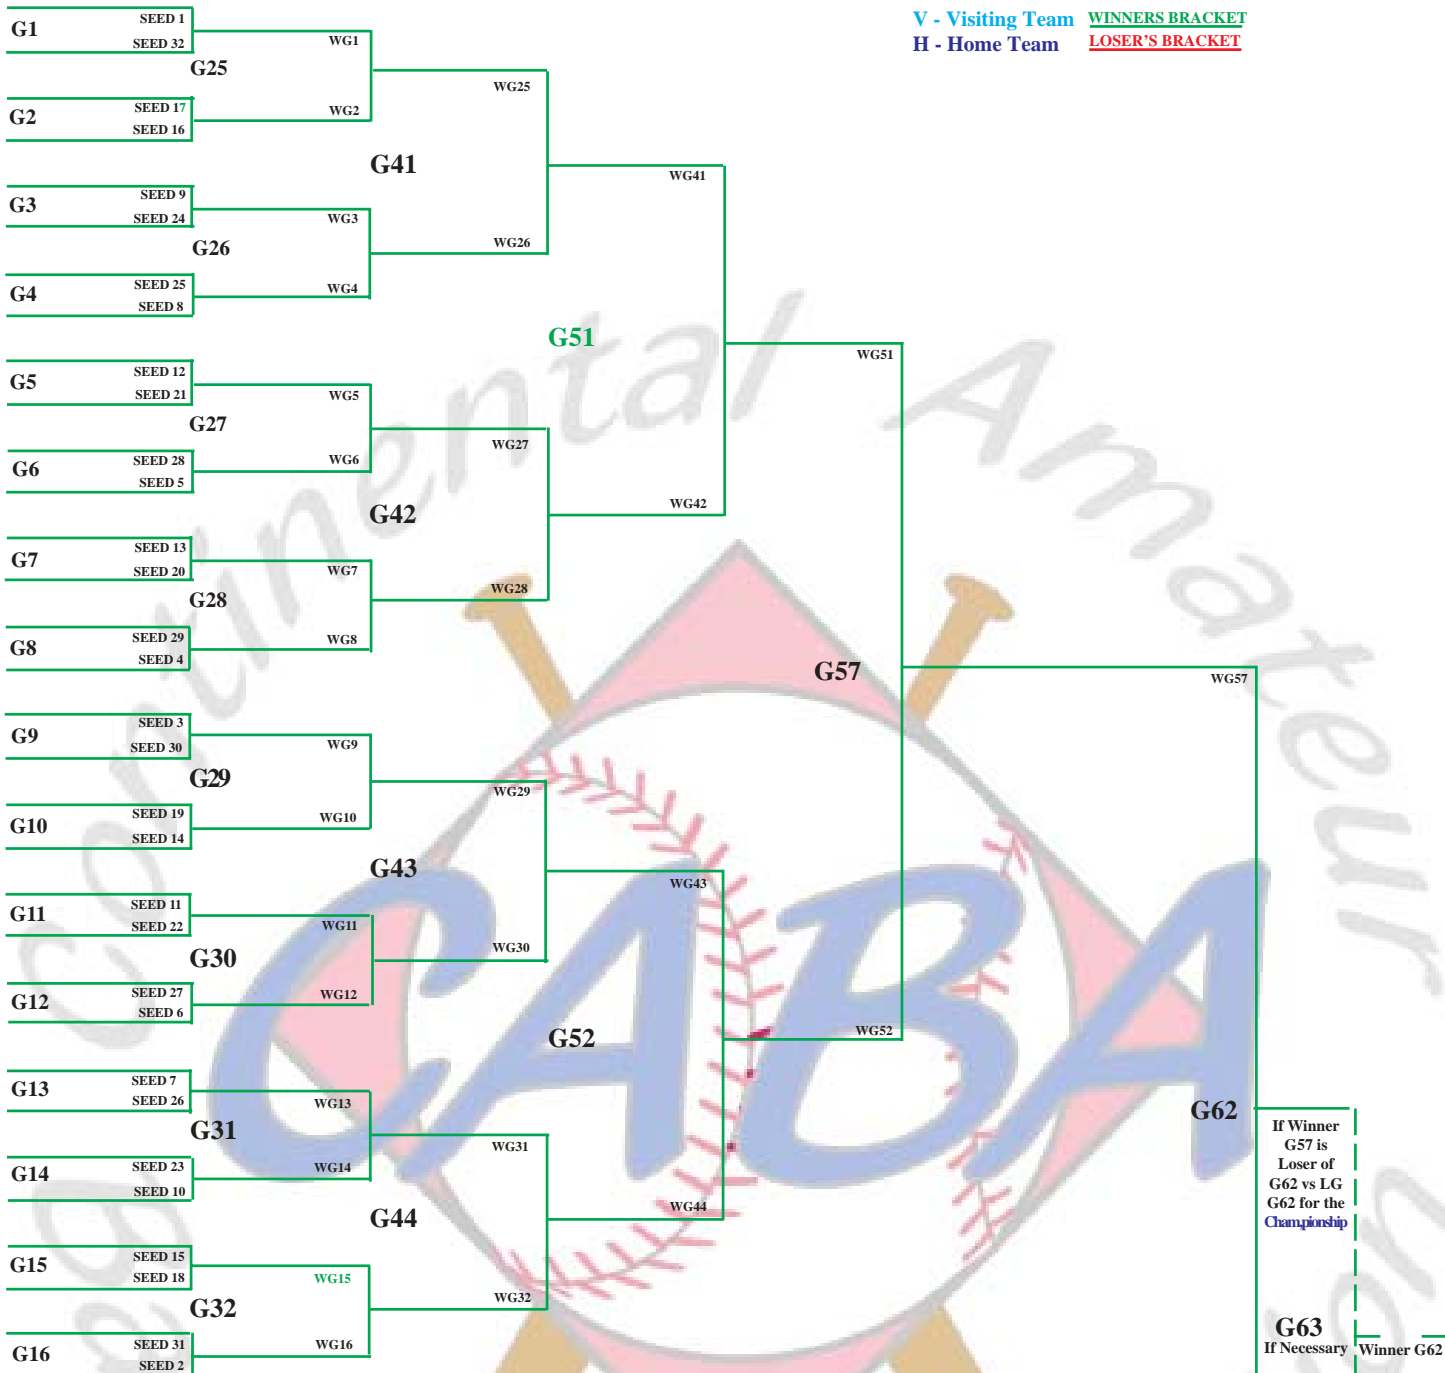 V - Visiting Team WINNERS BRACKET
H - Home Team LOSER'S BRACKET
G1
SEED 1
SEED 32
G25
WG1
G2
SEED 17
SEED 16
WG2
WG25
G41
G3
SEED 9
SEED 24
G26
WG3
G4
SEED 25
SEED 8
WG4
WG26
WG41
G51
G5
SEED 12
SEED 21
G27
WG5
G6
SEED 28
SEED 5
WG6
WG27
G42
G7
SEED 13
SEED 20
G28
WG7
G8
SEED 29
SEED 4
WG8
WG28
WG42
WG51
G57
WG57
G9
SEED 3
SEED 30
G29
WG9
G10
SEED 19
SEED 14
WG10
WG29
G43
G11
SEED 11
SEED 22
G30
WG11
G12
SEED 27
SEED 6
WG12
WG30
WG43
G52
WG52
G13
SEED 7
SEED 26
G31
WG13
G14
SEED 23
SEED 10
WG14
WG31
G44
WG44
G15
SEED 15
SEED 18
G32
WG15
G16
SEED 31
SEED 2
WG16
WG32
G62
If Winner
G57 is
Loser of
G62 vs LG
G62 for the
Championship
G63
If Necessary
Winner G62
Continental Amateur
CABA